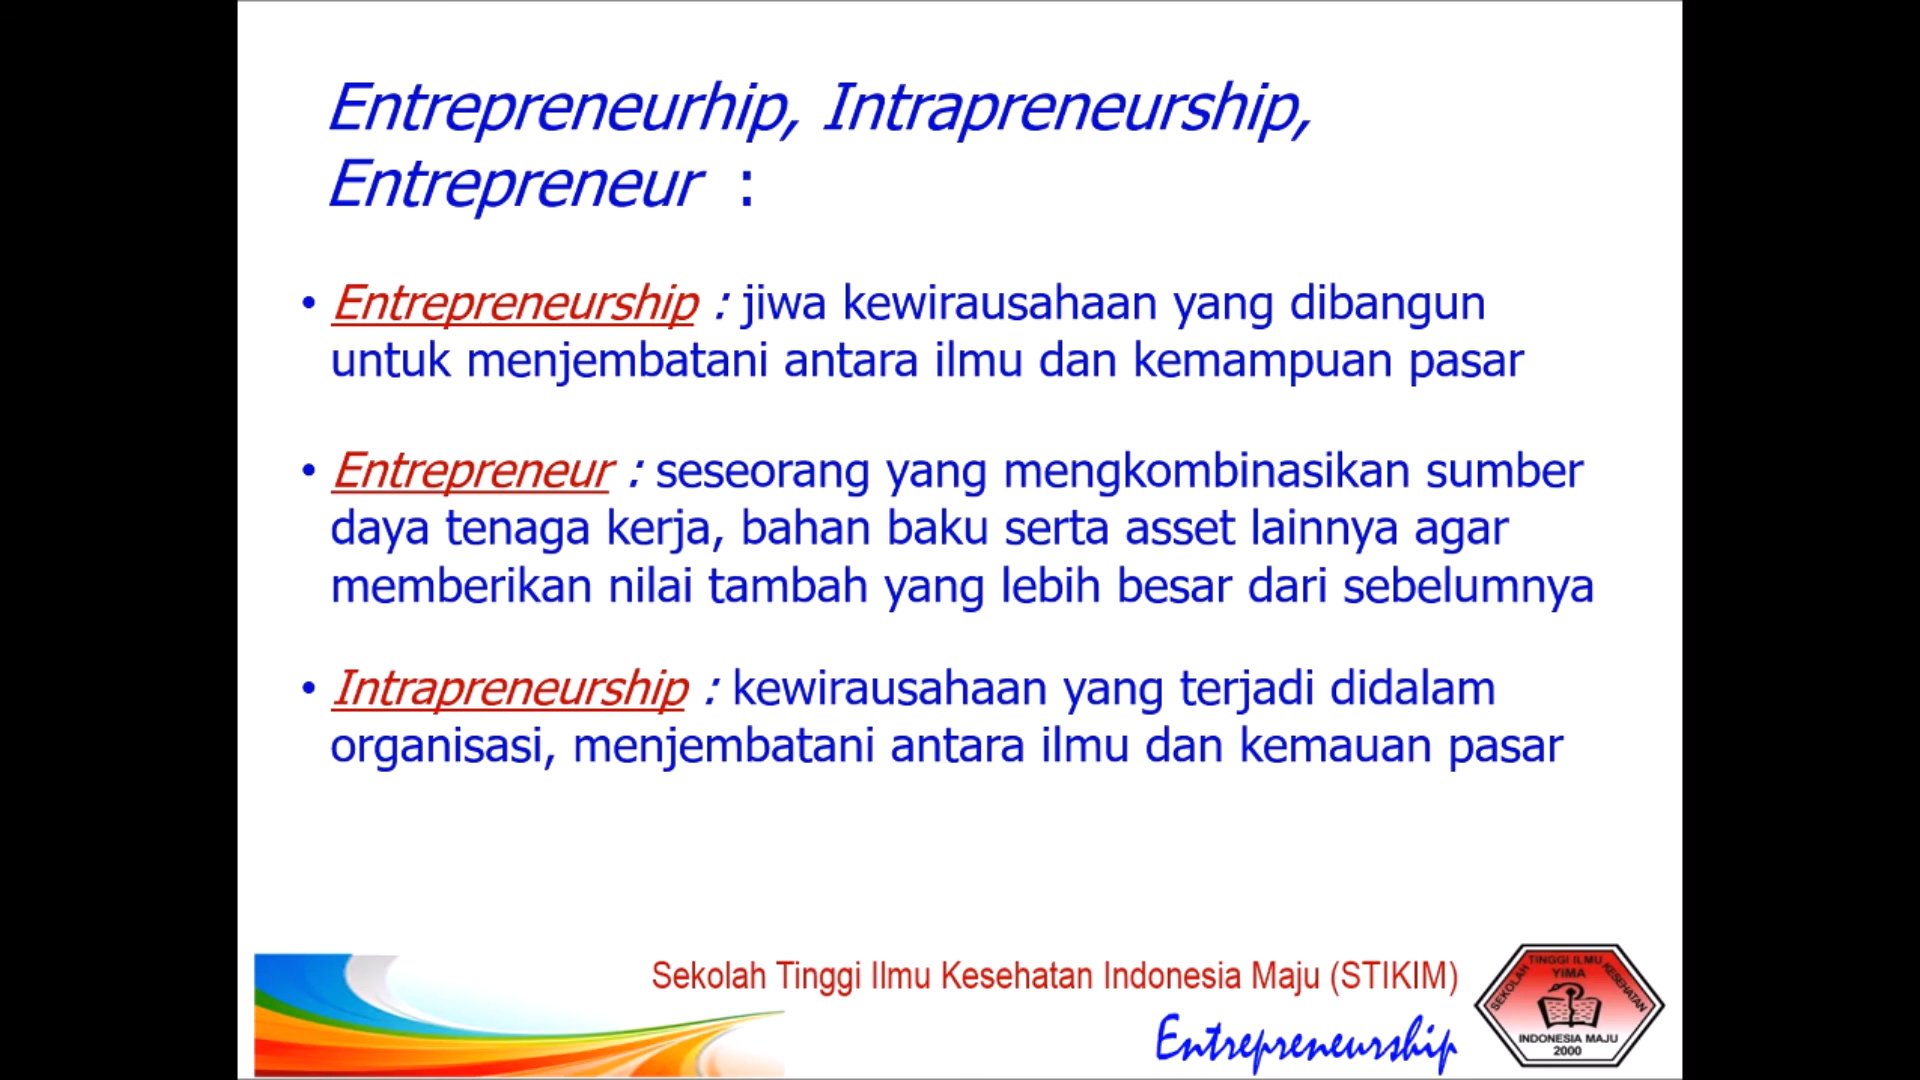 Entrepreneurhip, Intrapreneurship,
Entrepreneur :
• Entrepreneurship : jiwa kewirausahaan yang dibangun
untuk menjembatani antara ilmu dan kemampuan pasar
• Entrepreneur : seseorang yang mengkombinasikan sumber
daya tenaga kerja, bahan baku serta asset lainnya agar
memberikan nilai tambah yang lebih besar dari sebelumnya
• Intrapreneurship : kewirausahaan yang terjadi didalam
organisasi, menjembatani antara ilmu dan kemauan pasar
Sekolah Tinggi Ilmu Kesehatan Indonesia Maju (STIKIM)
Entrepreneurship
SEKOLAH TINGGI ILMU KESEHATAN
YIMA
INDONESIA MAJU
2000